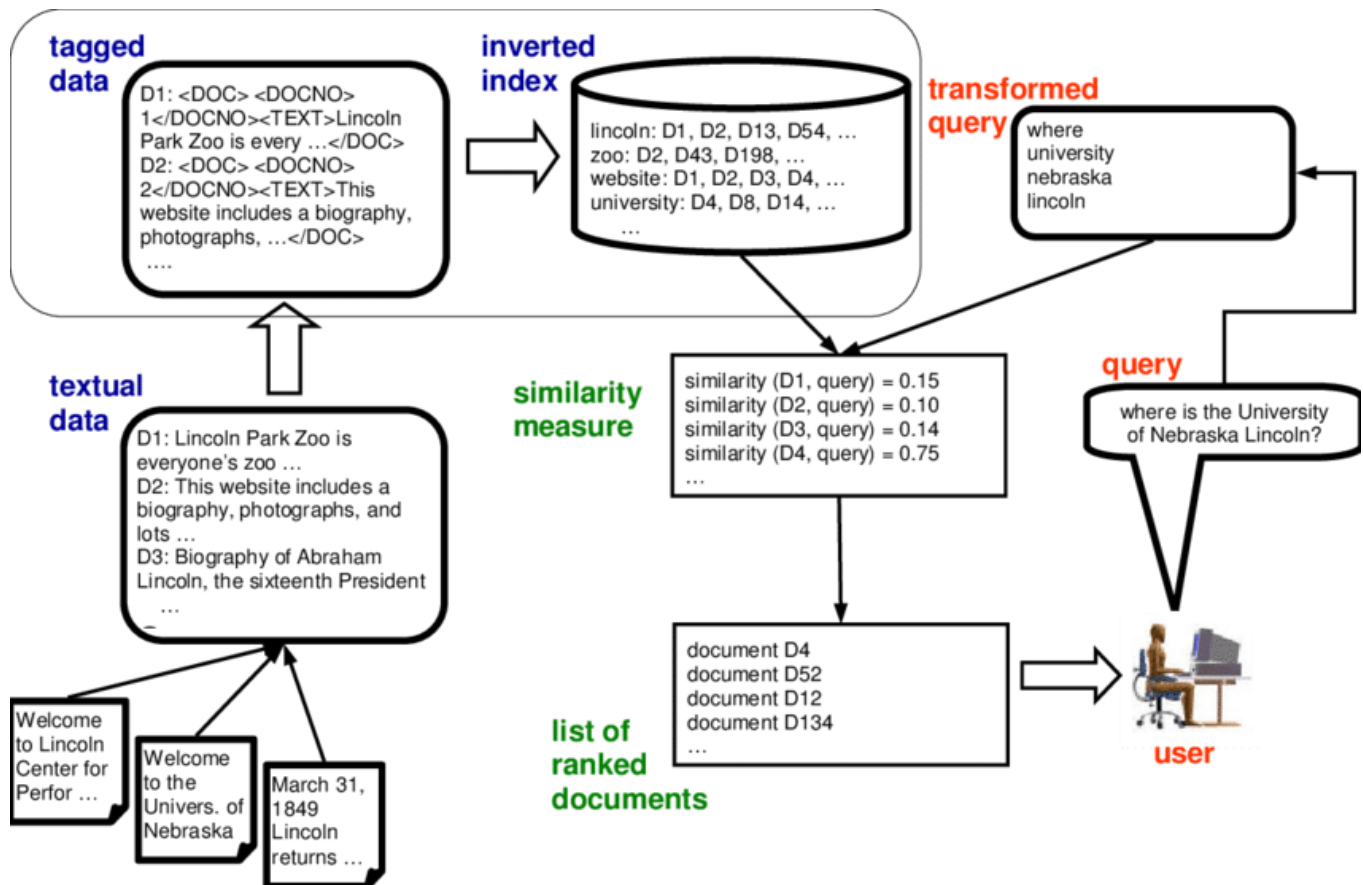 tagged
data
D1: <DOC> <DOCNO>
1</DOCNO><TEXT>Lincoln
Park Zoo is every …</DOC>
D2: <DOC> <DOCNO>
2</DOCNO><TEXT>This
website includes a biography,
photographs, …</DOC>
….
inverted
index
lincoln: D1, D2, D13, D54, …
zoo: D2, D43, D198, …
website: D1, D2, D3, D4, …
university: D4, D8, D14, …
…
transformed
query
where
university
nebraska
lincoln
textual
data
D1: Lincoln Park Zoo is
everyone’s zoo …
D2: This website includes a
biography, photographs, and
lots …
D3: Biography of Abraham
Lincoln, the sixteenth President
…
similarity
measure
similarity (D1, query) = 0.15
similarity (D2, query) = 0.10
similarity (D3, query) = 0.14
similarity (D4, query) = 0.75
…
query
where is the University
of Nebraska Lincoln?
list of
ranked
documents
document D4
document D52
document D12
document D134
…
user
Welcome
to Lincoln
Center for
Perfor …
Welcome
to the
Univers. of
Nebraska
March 31,
1849
Lincoln
returns …